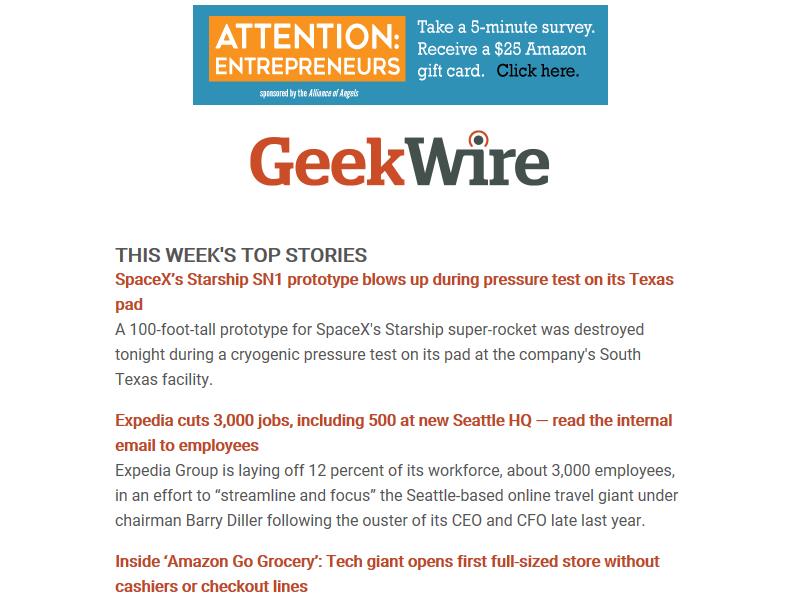 ATTENTION:
ENTREPRENEURS
sponsored by the Alliance of Angels
Take a 5-minute survey.
Receive a $25 Amazon
gift card. Click here.
GeekWire
THIS WEEK'S TOP STORIES
SpaceX’s Starship SN1 prototype blows up during pressure test on its Texas
pad
A 100-foot-tall prototype for SpaceX's Starship super-rocket was destroyed
tonight during a cryogenic pressure test on its pad at the company's South
Texas facility.
Expedia cuts 3,000 jobs, including 500 at new Seattle HQ — read the internal
email to employees
Expedia Group is laying off 12 percent of its workforce, about 3,000 employees,
in an effort to “streamline and focus” the Seattle-based online travel giant under
chairman Barry Diller following the ouster of its CEO and CFO late last year.
Inside ‘Amazon Go Grocery’: Tech giant opens first full-sized store without
cashiers or checkout lines